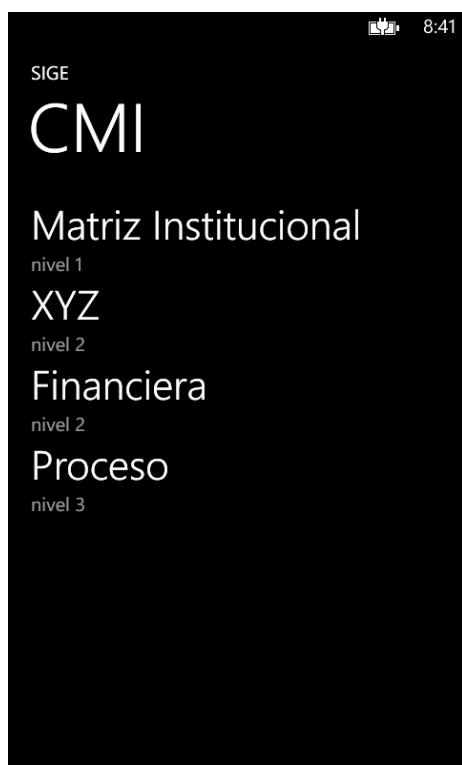 8:41
SIGE
CMI
Matriz Institucional
nivel 1
XYZ
nivel 2
Financiera
nivel 2
Proceso
nivel 3